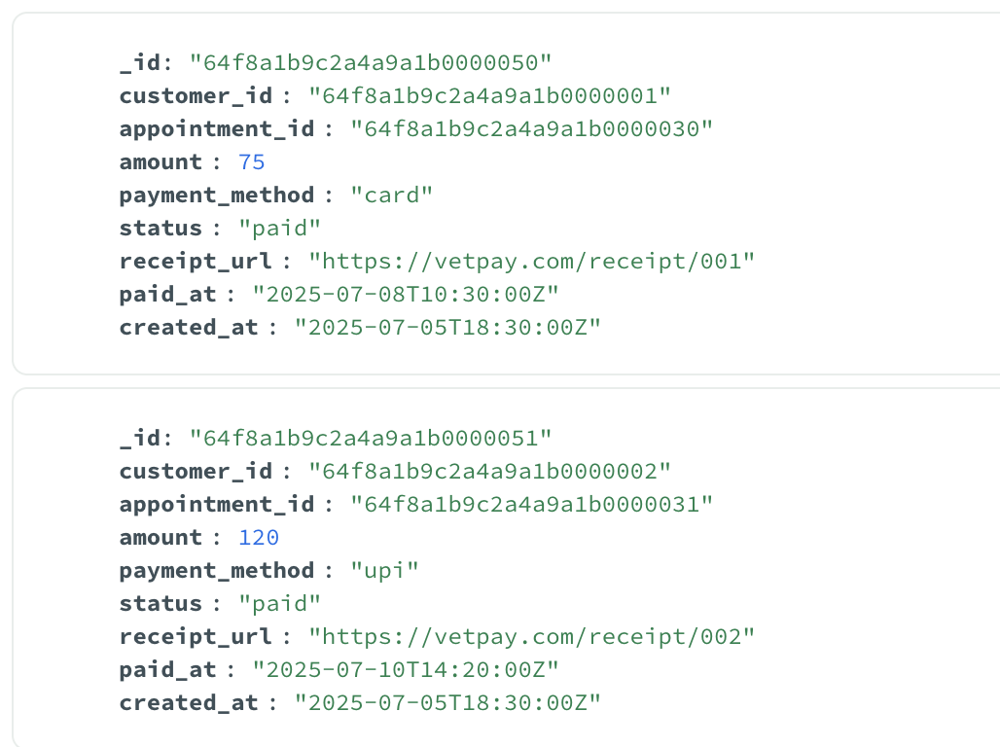 _id: "64f8a1b9c2a4a9a1b0000050"
customer_id : "64f8a1b9c2a4a9a1b0000001"
appointment_id : "64f8a1b9c2a4a9a1b0000030"
amount : 75
payment_method : "card"
status : "paid"
receipt_url : "https://vetpay.com/receipt/001"
paid_at : "2025-07-08T10:30:00Z"
created_at : "2025-07-05T18:30:00Z"
_id: "64f8a1b9c2a4a9a1b0000051"
customer_id : "64f8a1b9c2a4a9a1b0000002"
appointment_id : "64f8a1b9c2a4a9a1b0000031"
amount : 120
payment_method : "upi"
status : "paid"
receipt_url : "https://vetpay.com/receipt/002"
paid_at : "2025-07-10T14:20:00Z"
created_at : "2025-07-05T18:30:00Z"